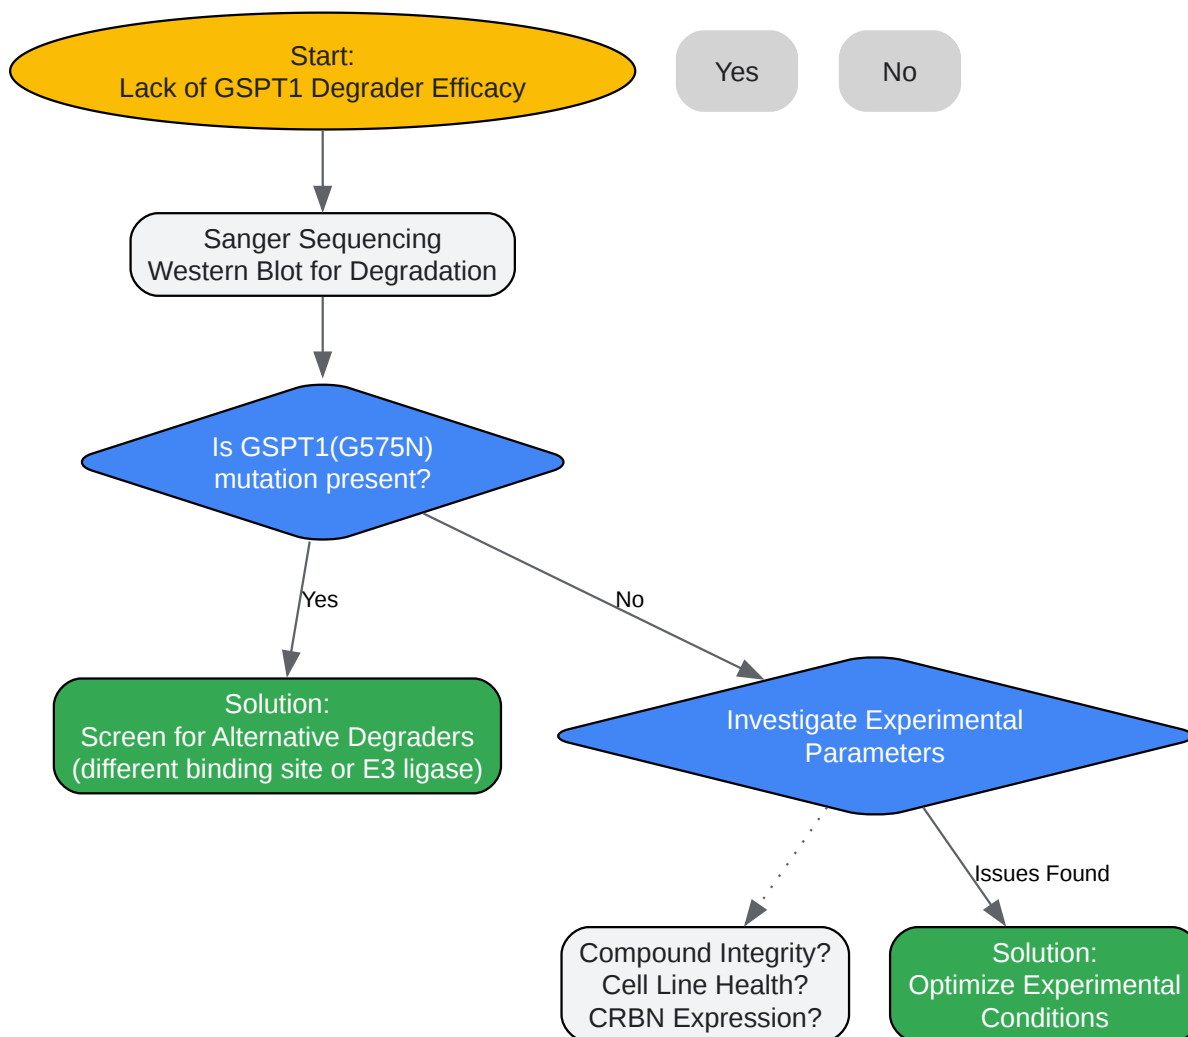 Start:
Lack of GSPT1 Degrader Efficacy
Yes
No
Sanger Sequencing
Western Blot for Degradation
Is GSPT1(G575N)
mutation present?
Yes
No
Solution:
Screen for Alternative Degraders
(different binding site or E3 ligase)
Investigate Experimental
Parameters
Issues Found
Compound Integrity?
Cell Line Health?
CRBN Expression?
Solution:
Optimize Experimental
Conditions